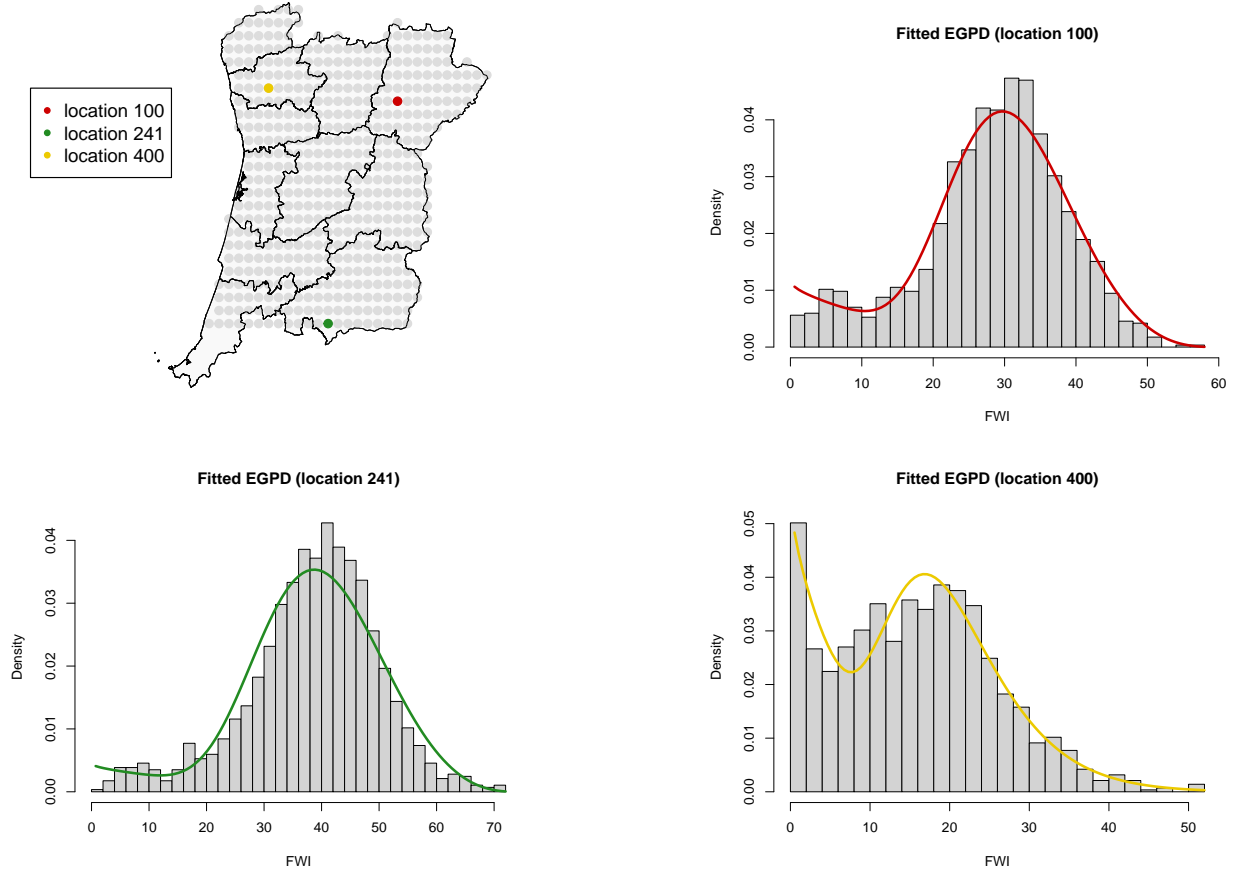 location 100
location 241
location 400
Fitted EGPD (location 100)
Density
0.00
0.01
0.02
0.03
0.04
0 10 20 30 40 50 60
FWI
Fitted EGPD (location 241)
Density
0.00
0.01
0.02
0.03
0.04
0 10 20 30 40 50 60 70
FWI
Fitted EGPD (location 400)
Density
0.00
0.01
0.02
0.03
0.04
0.05
0 10 20 30 40 50
FWI